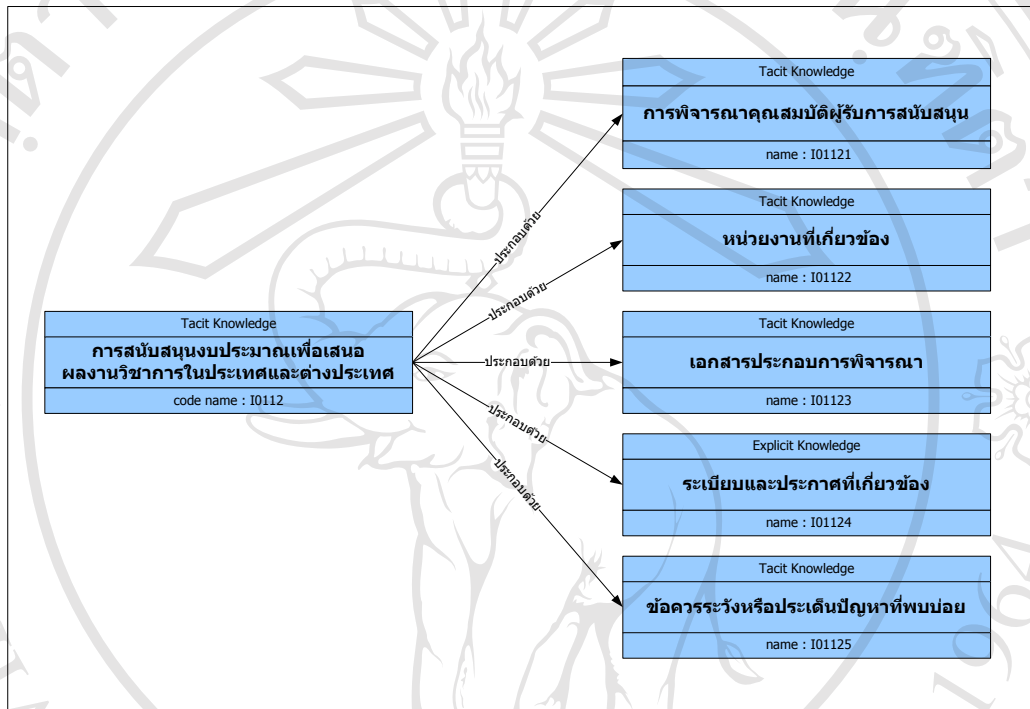 Tacit Knowledge
การสนับสนุนงบประมาณเพื่อเสนอ
ผลงานวิชาการในประเทศและต่างประเทศ
code name : I0112
ประกอบด้วย
ประกอบด้วย
ประกอบด้วย
ประกอบด้วย
ประกอบด้วย
Tacit Knowledge
การพิจารณาคุณสมบัติผู้รับการสนับสนุน
name : I01121
Tacit Knowledge
หน่วยงานที่เกี่ยวข้อง
name : I01122
Tacit Knowledge
เอกสารประกอบการพิจารณา
name : I01123
Explicit Knowledge
ระเบียบและประกาศที่เกี่ยวข้อง
name : I01124
Tacit Knowledge
ข้อควรระวังหรือประเด็นปัญหาที่พบบ่อย
name : I01125